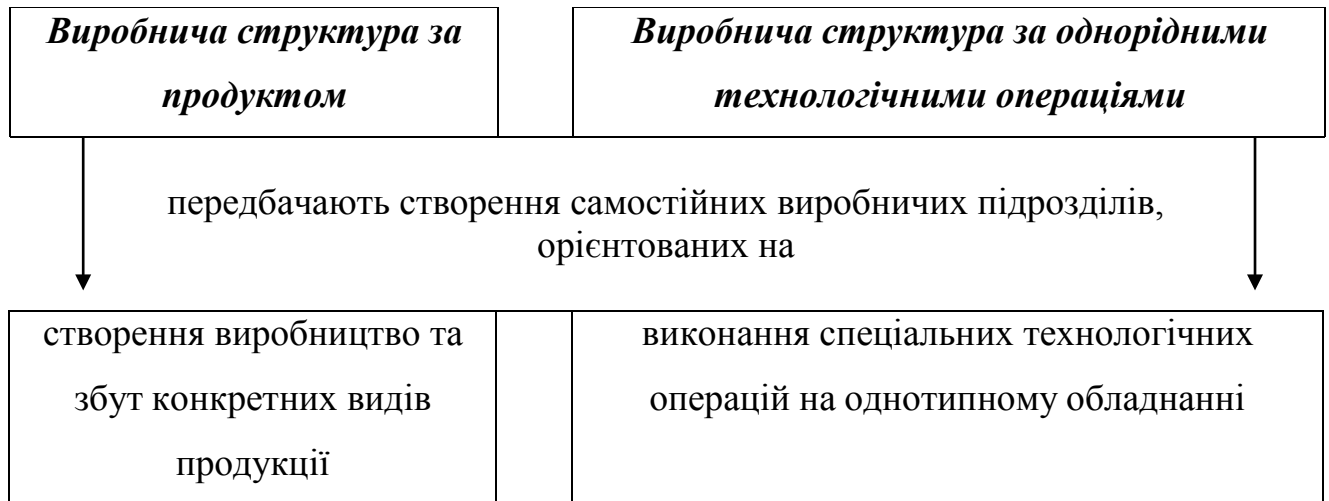 Виробнича структура за
продуктом
Виробнича структура за однорідними
технологічними операціями
передбачають створення самостійних виробничих підрозділів,
орієнтованих на
створення виробництво та
збут конкретних видів
продукції
виконання спеціальних технологічних
операцій на однотипному обладнанні